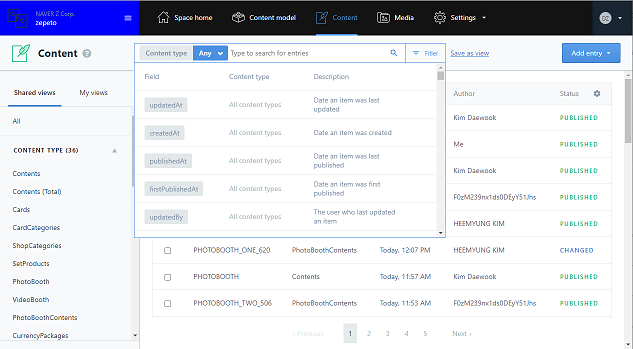 NAVER Z Corp.
zepeto
Space home
Content model
Content
Media
Settings
OZ
Content
Content type
Any
Type to search for entries
Filter
Save as view
Add entry
Shared views
My views
All
CONTENT TYPE (36)
Contents
Contents (Total)
Cards
CardCategories
ShopCategories
SetProducts
PhotoBooth
VideoBooth
PhotoBoothContents
CurrencyPackages
Field
Content type
Description
updatedAt
All content types
Date an item was last
updated
createdAt
All content types
Date an item was created
publishedAt
All content types
Date an item was last
published
firstPublishedAt
All content types
Date an item was first
published
updatedBy
All content types
The user who last updated
an item
Author
Status
Kim Daewook
PUBLISHED
Me
PUBLISHED
Kim Daewook
PUBLISHED
F0zM239nx1ds0DEyY51Jhs
PUBLISHED
HEEMYUNG KIM
PUBLISHED
PHOTOBOOTH_ONE_620
PhotoBoothContents
Today, 12:07 PM
HEEMYUNG KIM
CHANGED
PHOTOBOOTH
Contents
Today, 11:57 AM
Kim Daewook
PUBLISHED
PHOTOBOOTH_TWO_506
PhotoBoothContents
Today, 11:53 AM
F0zM239nx1ds0DEyY51Jhs
PUBLISHED
‹ Previous
1
2
3
4
5
Next ›